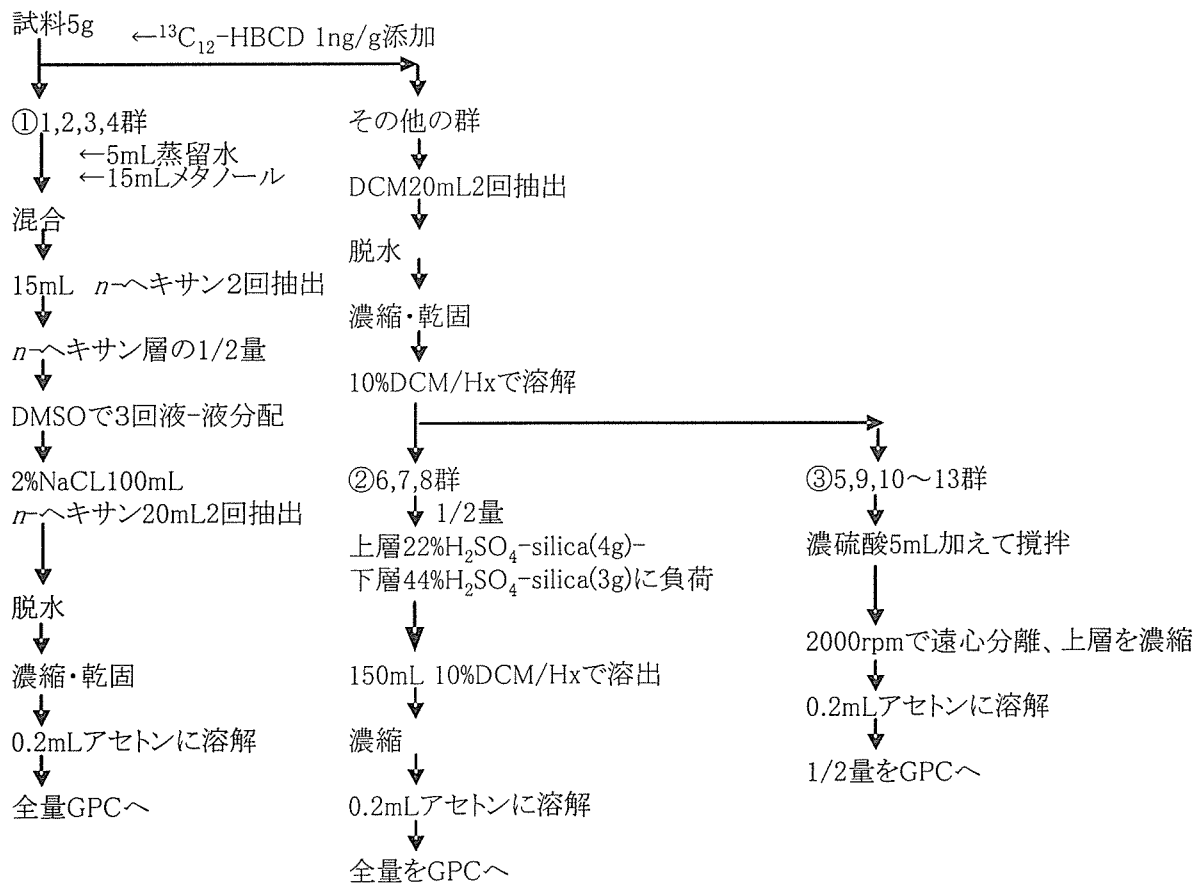 試料5g
←¹³C₁₂-HBCD 1ng/g添加
①1,2,3,4群
←5mL蒸留水
←15mLメタノール
混合
15mL n-ヘキサン2回抽出
n-ヘキサン層の1/2量
DMSOで3回液-液分配
2%NaCL100mL
n-ヘキサン20mL2回抽出
脱水
濃縮・乾固
0.2mLアセトンに溶解
全量GPCへ
その他の群
DCM20mL2回抽出
脱水
濃縮・乾固
10%DCM/Hxで溶解
②6,7,8群
1/2量
上層22%H₂SO₄-silica(4g)-
下層44%H₂SO₄-silica(3g)に負荷
150mL 10%DCM/Hxで溶出
濃縮
0.2mLアセトンに溶解
全量をGPCへ
③5,9,10～13群
濃硫酸5mL加えて撹拌
2000rpmで遠心分離、上層を濃縮
0.2mLアセトンに溶解
1/2量をGPCへ